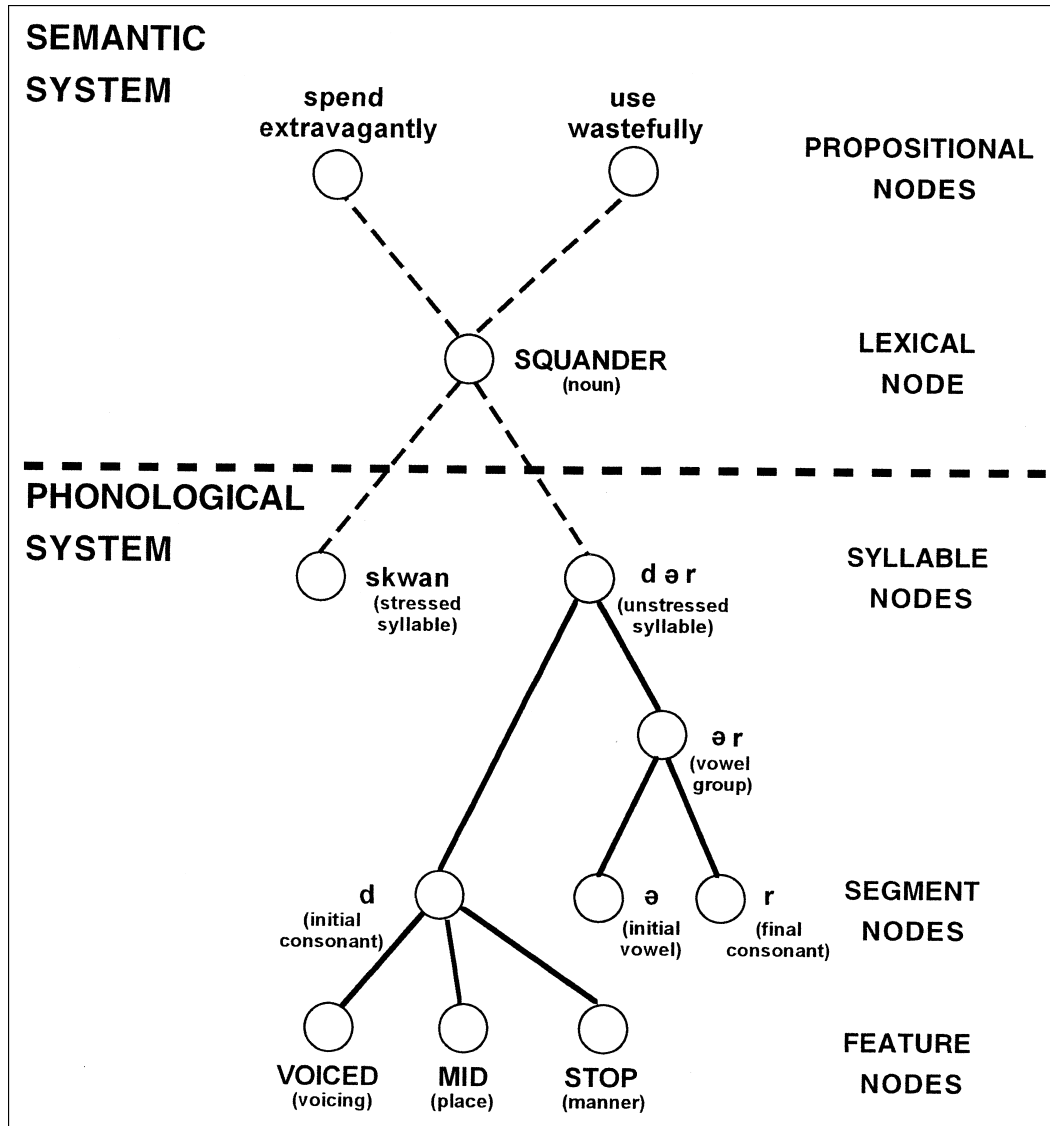 SEMANTIC
SYSTEM
spend
extravagantly
use
wastefully
PROPOSITIONAL
NODES
SQUANDER
(noun)
LEXICAL
NODE
PHONOLOGICAL
SYSTEM
skwan
(stressed
syllable)
d ə r
(unstressed
syllable)
SYLLABLE
NODES
ə r
(vowel
group)
d
(initial
consonant)
ə
(initial
vowel)
r
(final
consonant)
SEGMENT
NODES
VOICED
(voicing)
MID
(place)
STOP
(manner)
FEATURE
NODES